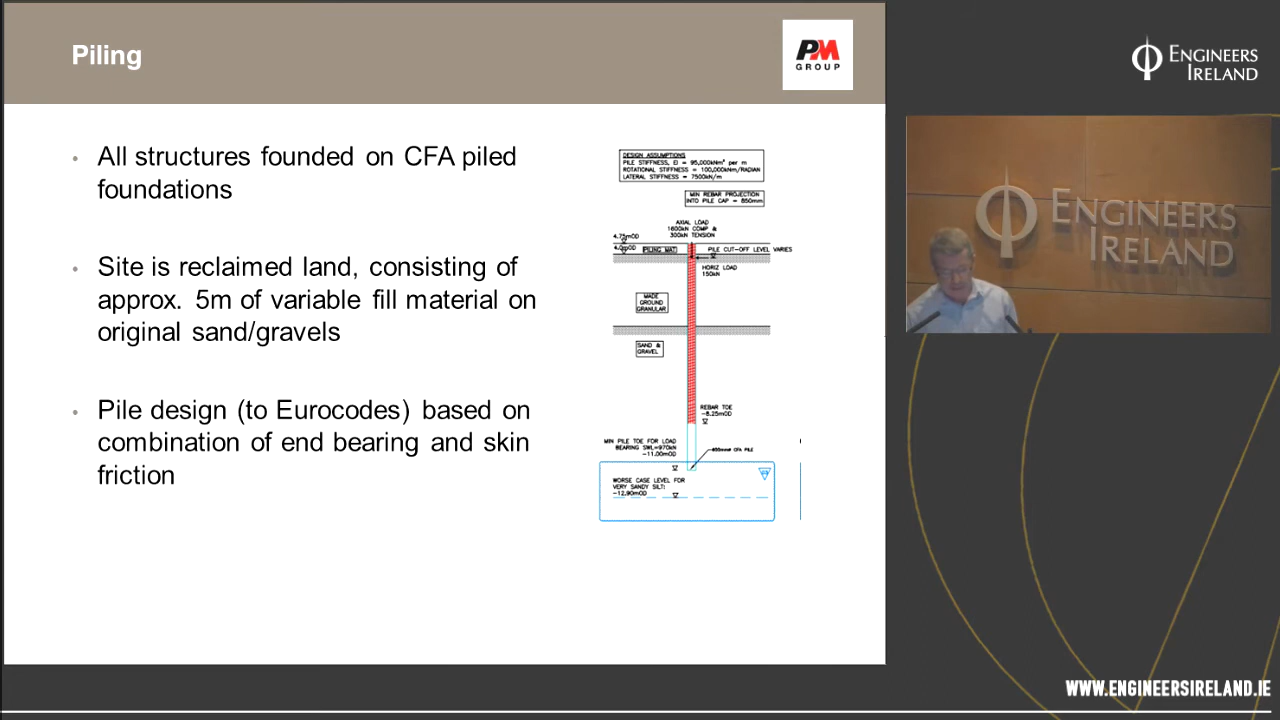 Piling
PM
GROUP
ENGINEERS
IRELAND
All structures founded on CFA piled
foundations
Site is reclaimed land, consisting of
approx. 5m of variable fill material on
original sand/gravels
Pile design (to Eurocodes) based on
combination of end bearing and skin
friction
DESIGN ASSUMPTIONS
PILE STIFFNESS, EI = 95,000kNm² per m
ROTATIONAL STIFFNESS = 100,000kNm/RADIAN
LATERAL STIFFNESS = 7500kN/m
MIN REBAR PROJECTION
INTO PILE CAP = 850mm
AXIAL LOAD
1600kN COMP &
300kN TENSION
4.75mOD
4.0mOD
PILING MAT
PILE CUT-OFF LEVEL VARIES
HORIZ LOAD
150kN
MADE
GROUND
GRANULAR
SAND &
GRAVEL
REBAR TOE
-8.25mOD
MIN PILE TOE FOR LOAD
BEARING SWL=970kN
-11.00mOD
CFA PILE
WORSE CASE LEVEL FOR
VERY SANDY SILT:
-12.90mOD
ENGINEERS
IRELAND
WWW.ENGINEERSIRELAND.IE